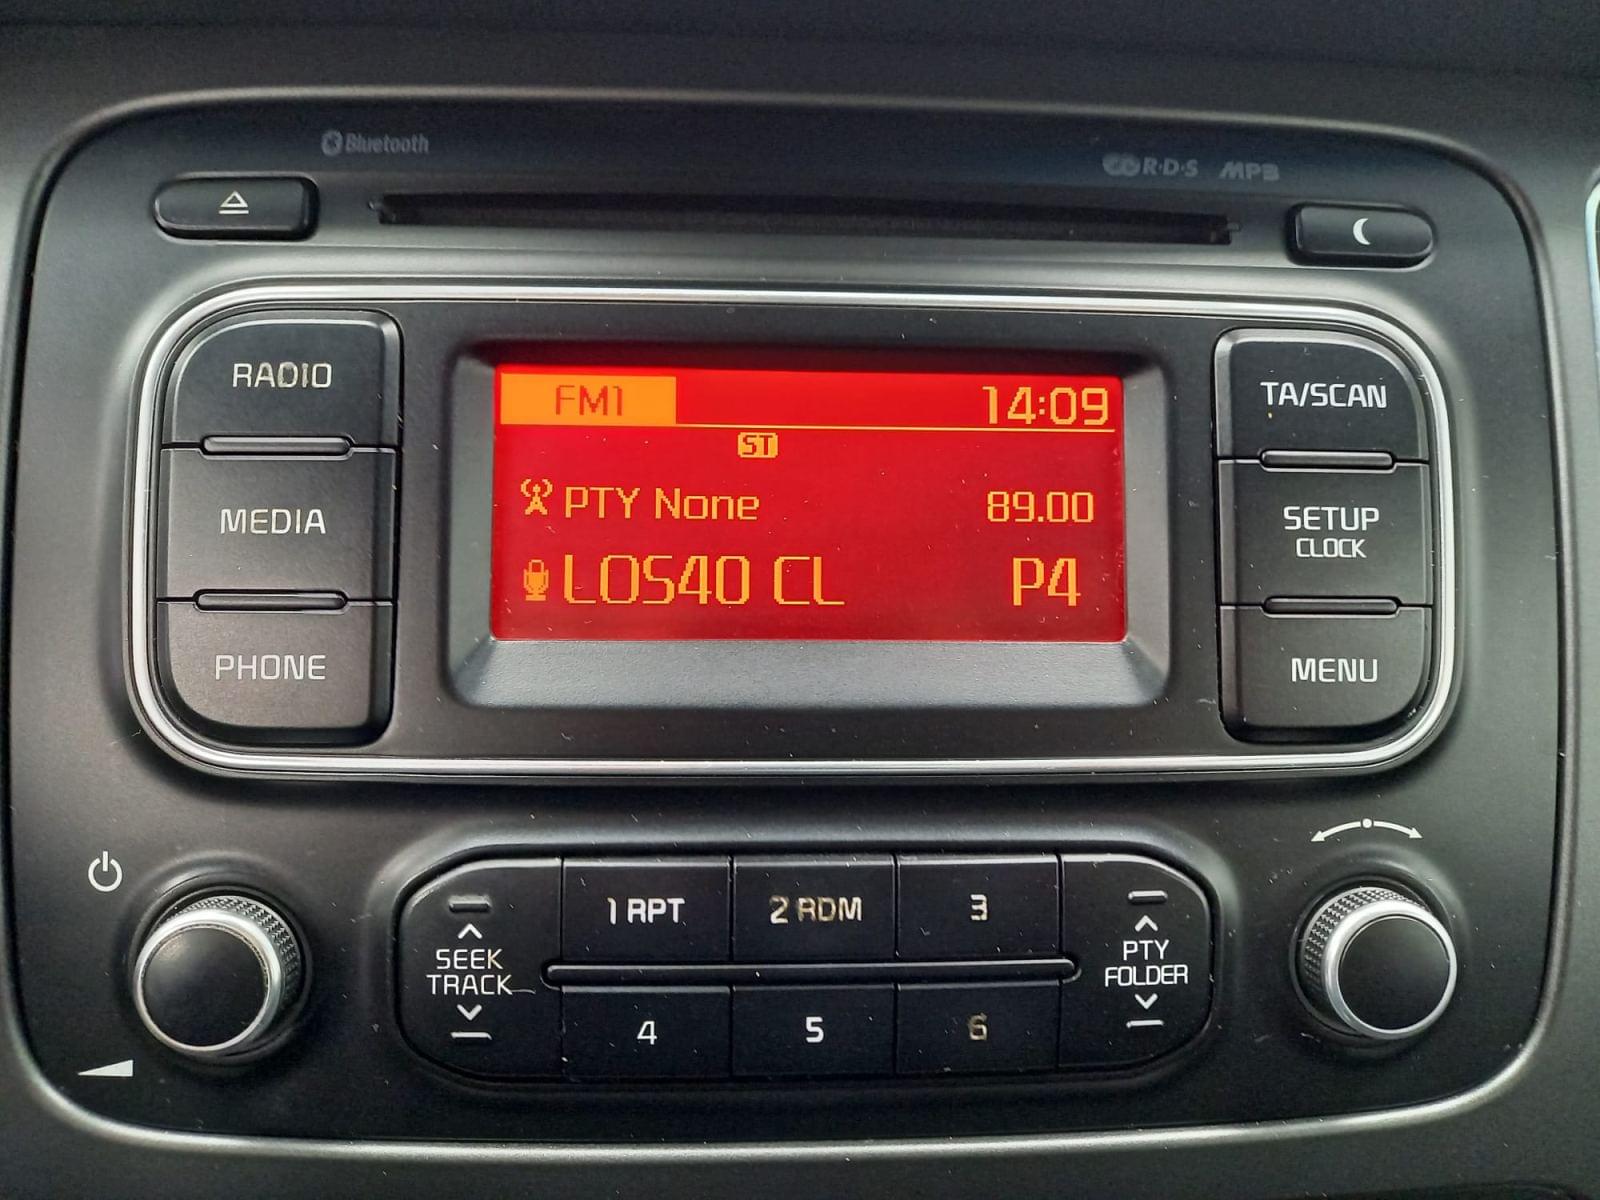 Bluetooth
R·D·S MP3
RADIO
MEDIA
PHONE
FM1 14:09
ST
PTY None 89.00
LOS40 CL P4
TA/SCAN
SETUP
CLOCK
MENU
SEEK
TRACK
1 RPT 2 RDM 3
4 5 6
PTY
FOLDER